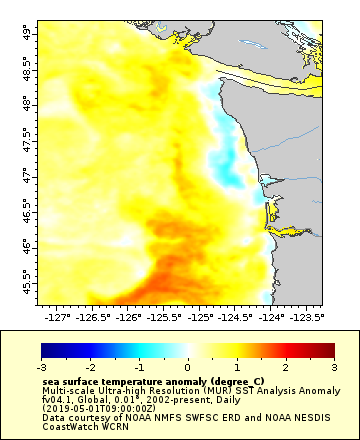 49°
48.5°
48°
47.5°
47°
46.5°
46°
45.5°
-127° -126.5° -126° -125.5° -125° -124.5° -124° -123.5°
-3 -2 -1 0 1 2 3
sea surface temperature anomaly (degree_C)
Multi-scale Ultra-high Resolution (MUR) SST Analysis Anomaly
fv04.1, Global, 0.01°, 2002-present, Daily
(2019-05-01T09:00:00Z)
Data courtesy of NOAA NMFS SWFSC ERD and NOAA NESDIS
CoastWatch WCRN